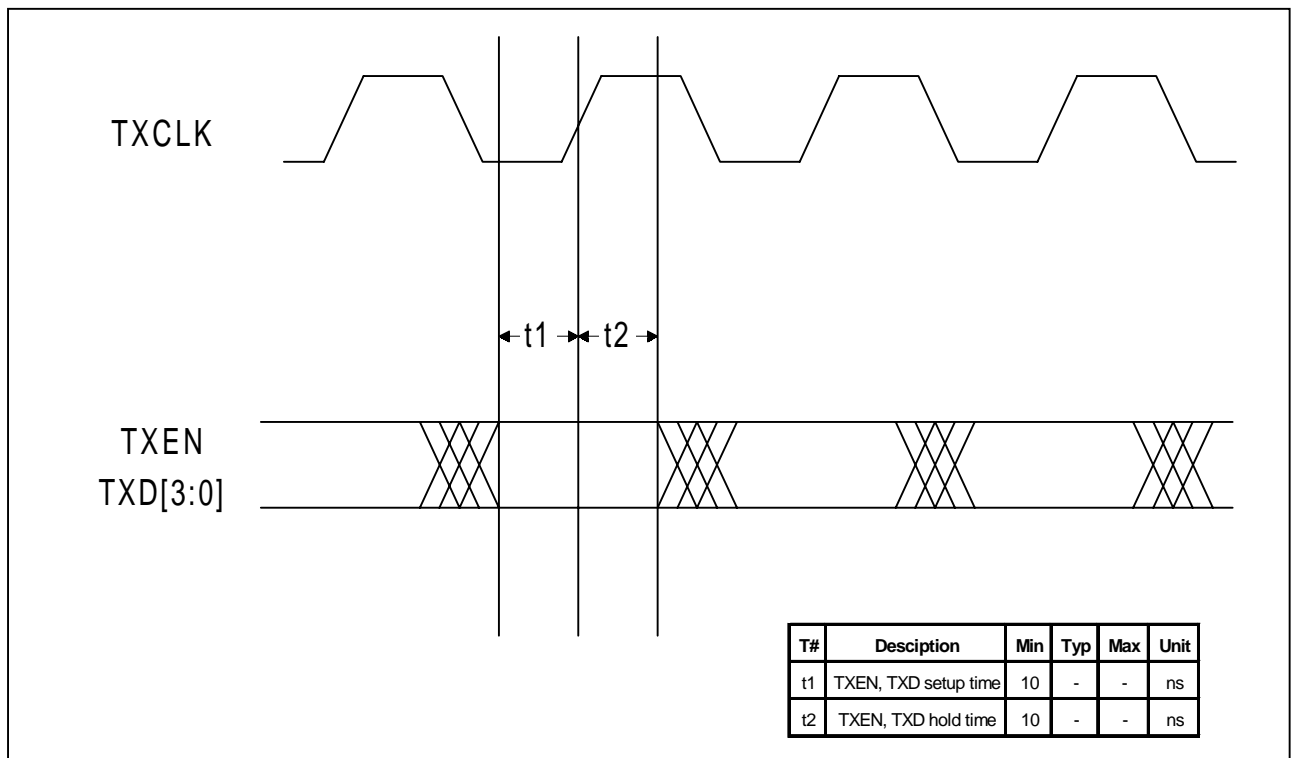 TXCLK
t1 t2
TXEN
TXD[3:0]
T# Desciption Min Typ Max Unit
t1 TXEN, TXD setup time 10 - - ns
t2 TXEN, TXD hold time 10 - - ns